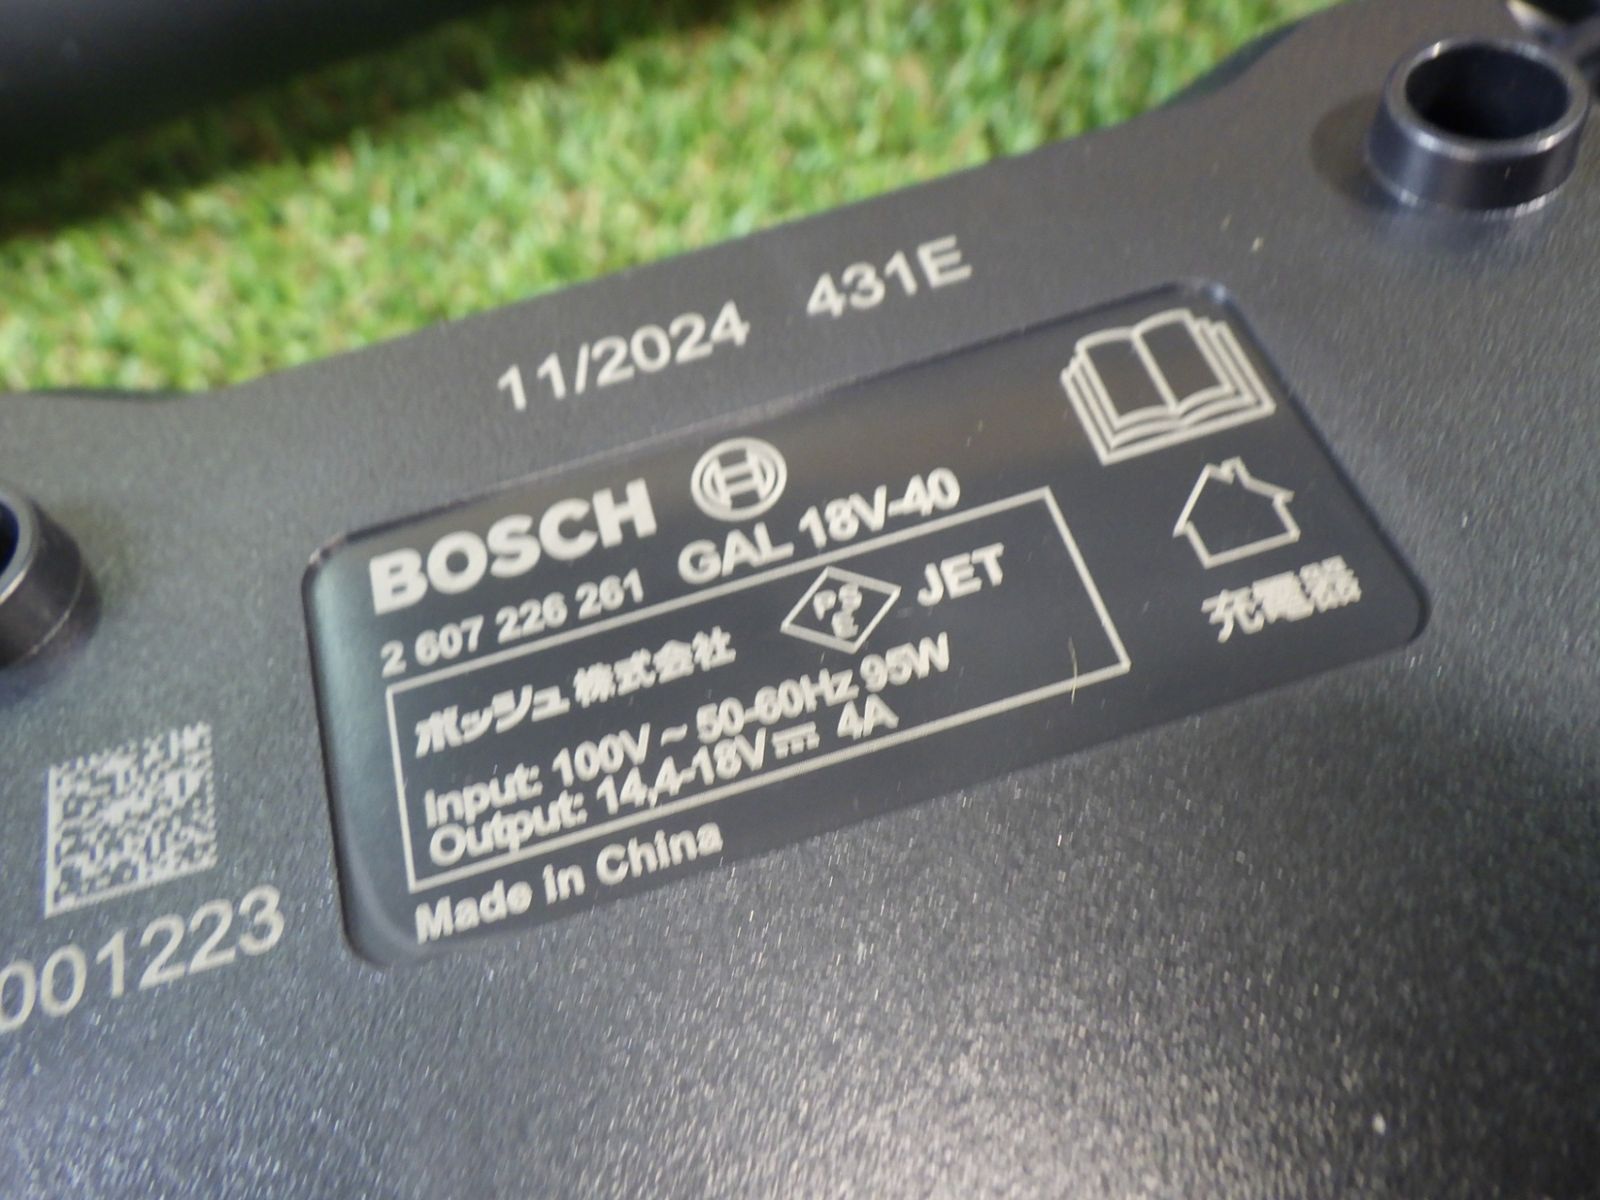 11/2024 431E
BOSCH
2 607 226 261 GAL 18V-40
ボッシュ 株式会社 PSE JET
Input: 100V ~ 50-60Hz 95W
Output: 14,4-18V⎓ 4A
Made in China
充電器
001223